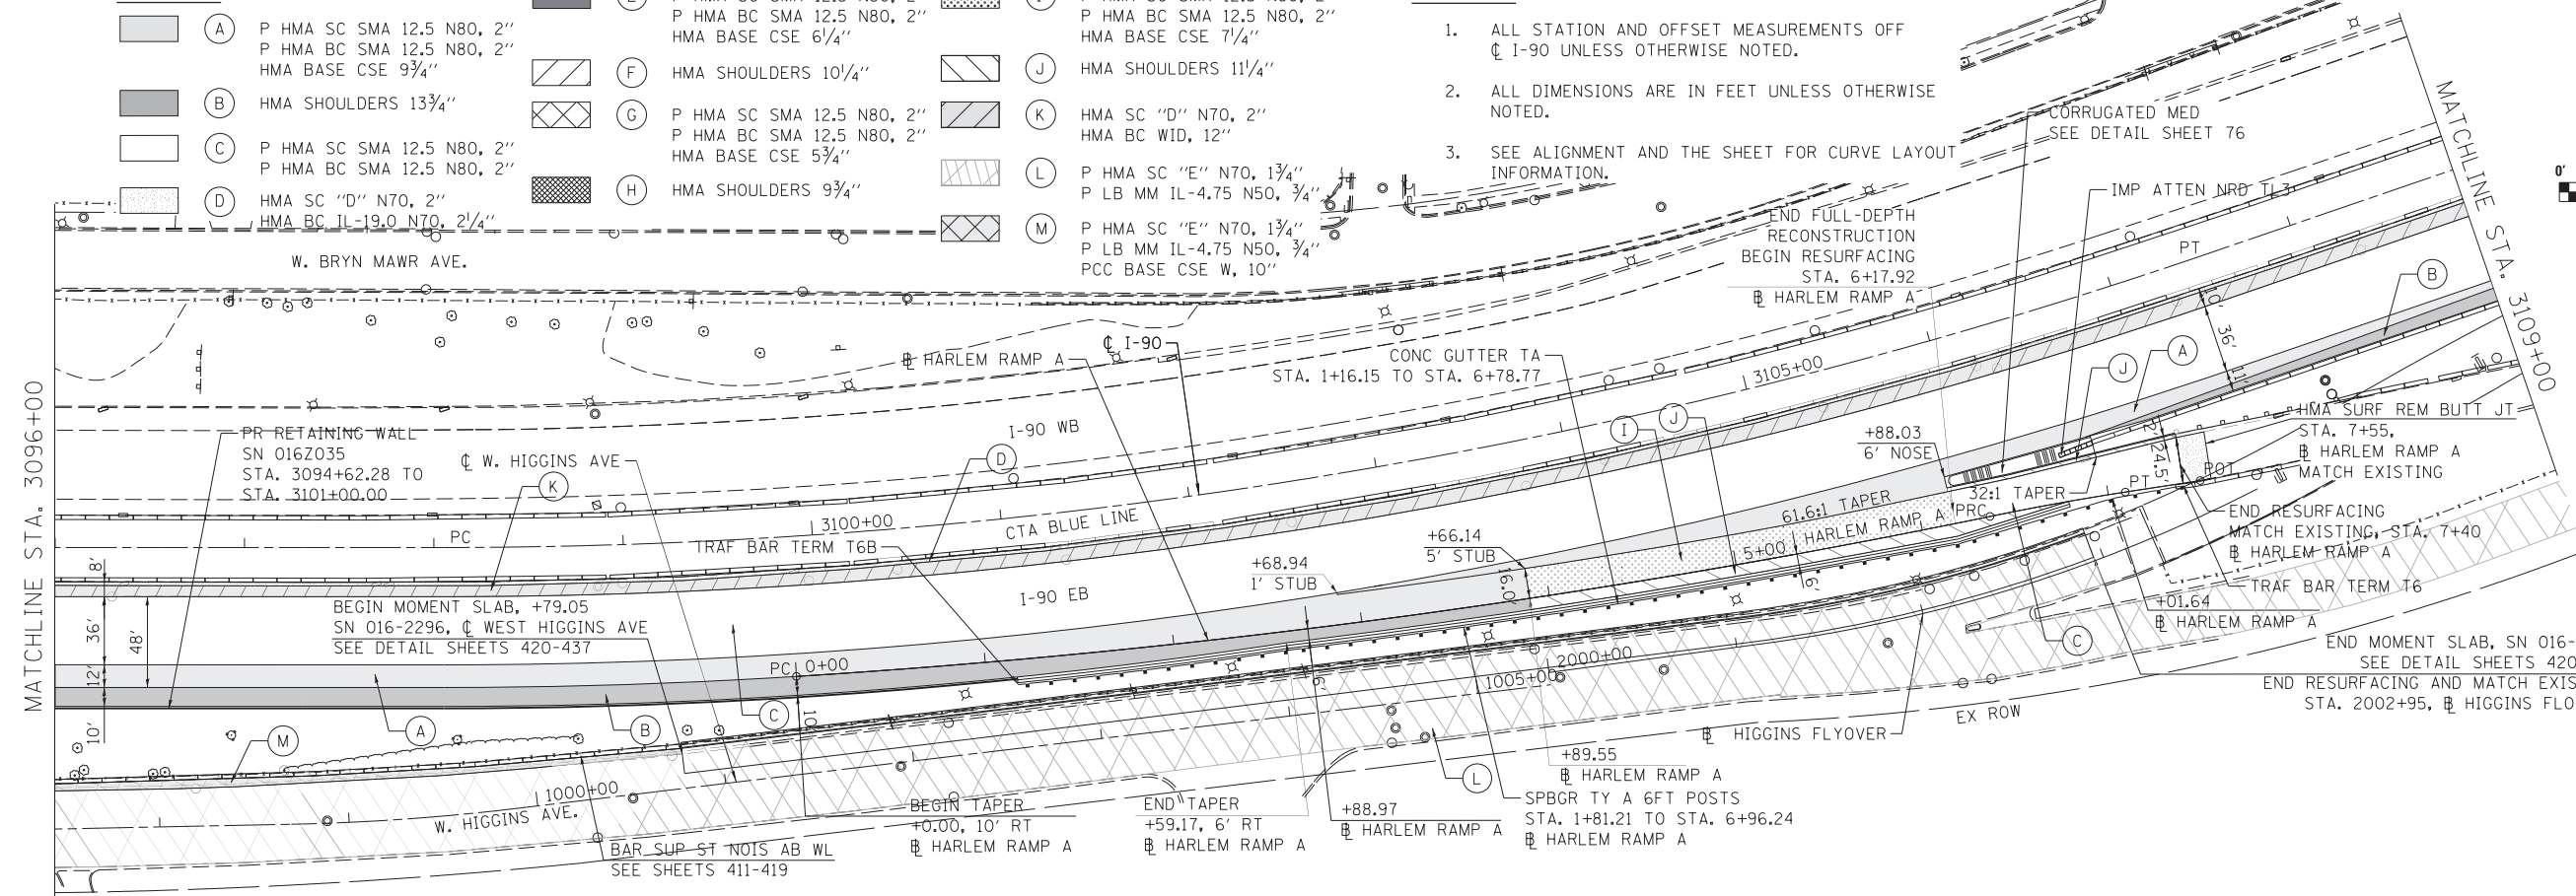 A
P HMA SC SMA 12.5 N80, 2''
P HMA BC SMA 12.5 N80, 2''
HMA BASE CSE 9¾''
B
HMA SHOULDERS 13¾''
C
P HMA SC SMA 12.5 N80, 2''
P HMA BC SMA 12.5 N80, 2''
D
HMA SC "D" N70, 2''
HMA BC IL-19.0 N70, 2¼''
P HMA BC SMA 12.5 N80, 2''
HMA BASE CSE 6¼''
F
HMA SHOULDERS 10¼''
G
P HMA SC SMA 12.5 N80, 2''
P HMA BC SMA 12.5 N80, 2''
HMA BASE CSE 5¾''
H
HMA SHOULDERS 9¾''
P HMA BC SMA 12.5 N80, 2''
HMA BASE CSE 7¼''
J
HMA SHOULDERS 11¼''
K
HMA SC "D" N70, 2''
HMA BC WID, 12''
L
P HMA SC "E" N70, 1¾''
P LB MM IL-4.75 N50, ¾''
M
P HMA SC "E" N70, 1¾''
P LB MM IL-4.75 N50, ¾''
PCC BASE CSE W, 10''
1. ALL STATION AND OFFSET MEASUREMENTS OFF
℄ I-90 UNLESS OTHERWISE NOTED.
2. ALL DIMENSIONS ARE IN FEET UNLESS OTHERWISE
NOTED.
3. SEE ALIGNMENT AND THE SHEET FOR CURVE LAYOUT
INFORMATION.
CORRUGATED MED
SEE DETAIL SHEET 76
IMP ATTEN NRD TL3
END FULL-DEPTH
RECONSTRUCTION
BEGIN RESURFACING
STA. 6+17.92
HARLEM RAMP A
MATCHLINE STA. 3109+00
0'
PT
B
10'
36'
11'
W. BRYN MAWR AVE.
℄ I-90
HARLEM RAMP A
CONC GUTTER TA
STA. 1+16.15 TO STA. 6+78.77
3105+00
A
J
I
J
I-90 WB
MATCHLINE STA. 3096+00
PR RETAINING WALL
SN 016Z035
STA. 3094+62.28 TO
STA. 3101+00.00
℄ W. HIGGINS AVE
K
D
+88.03
6' NOSE
HMA SURF REM BUTT JT
STA. 7+55,
HARLEM RAMP A
MATCH EXISTING
24.5'
POT
PT
32:1 TAPER
61.6:1 TAPER
PRC
HARLEM RAMP A
5+00
END RESURFACING
MATCH EXISTING, STA. 7+40
HARLEM RAMP A
TRAF BAR TERM T6
+01.64
HARLEM RAMP A
PC
3100+00
CTA BLUE LINE
TRAF BAR TERM T6B
+66.14
5' STUB
+68.94
1' STUB
16.0'
6'
I-90 EB
8'
36'
48'
12'
10'
BEGIN MOMENT SLAB, +79.05
SN 016-2296, ℄ WEST HIGGINS AVE
SEE DETAIL SHEETS 420-437
PC
0+00
10'
6'
2000+00
1005+00
C
END MOMENT SLAB, SN 016-
SEE DETAIL SHEETS 420
END RESURFACING AND MATCH EXIS
STA. 2002+95, HIGGINS FLO
A
B
C
M
EX ROW
HIGGINS FLYOVER
L
+89.55
HARLEM RAMP A
SPBGR TY A 6FT POSTS
STA. 1+81.21 TO STA. 6+96.24
HARLEM RAMP A
+88.97
HARLEM RAMP A
END TAPER
+59.17, 6' RT
HARLEM RAMP A
BEGIN TAPER
+0.00, 10' RT
HARLEM RAMP A
1000+00
W. HIGGINS AVE.
BAR SUP ST NOIS AB WL
SEE SHEETS 411-419